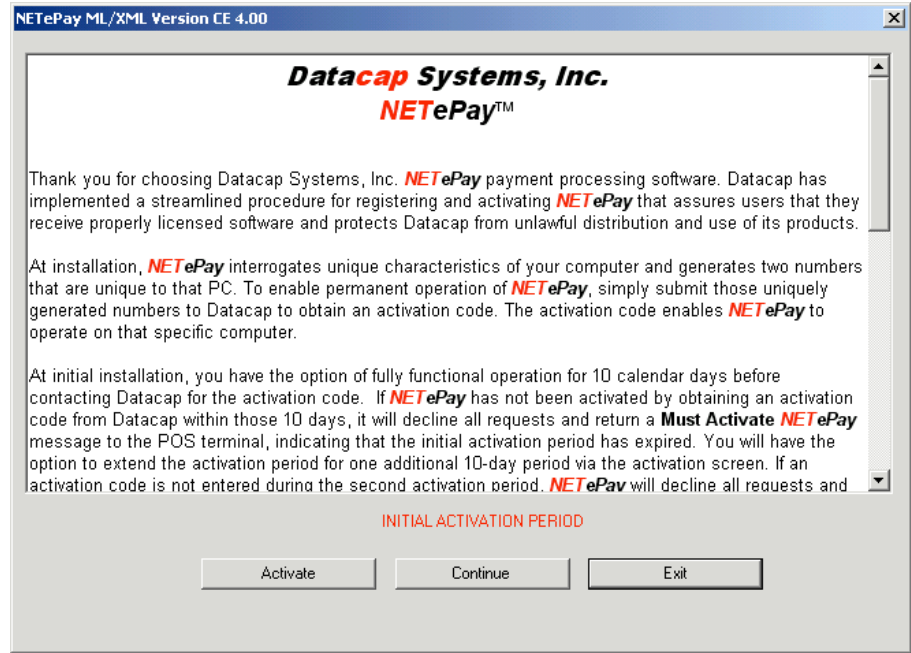 NETePay ML/XML Version CE 4.00
Datacap Systems, Inc.
NETePay™
Thank you for choosing Datacap Systems, Inc. NETePay payment processing software. Datacap has
implemented a streamlined procedure for registering and activating NETePay that assures users that they
receive properly licensed software and protects Datacap from unlawful distribution and use of its products.
At installation, NETePay interrogates unique characteristics of your computer and generates two numbers
that are unique to that PC. To enable permanent operation of NETePay, simply submit those uniquely
generated numbers to Datacap to obtain an activation code. The activation code enables NETePay to
operate on that specific computer.
At initial installation, you have the option of fully functional operation for 10 calendar days before
contacting Datacap for the activation code. If NETePay has not been activated by obtaining an activation
code from Datacap within those 10 days, it will decline all requests and return a Must Activate NETePay
message to the POS terminal, indicating that the initial activation period has expired. You will have the
option to extend the activation period for one additional 10-day period via the activation screen. If an
activation code is not entered during the second activation period, NETePay will decline all requests and
INITIAL ACTIVATION PERIOD
Activate Continue Exit